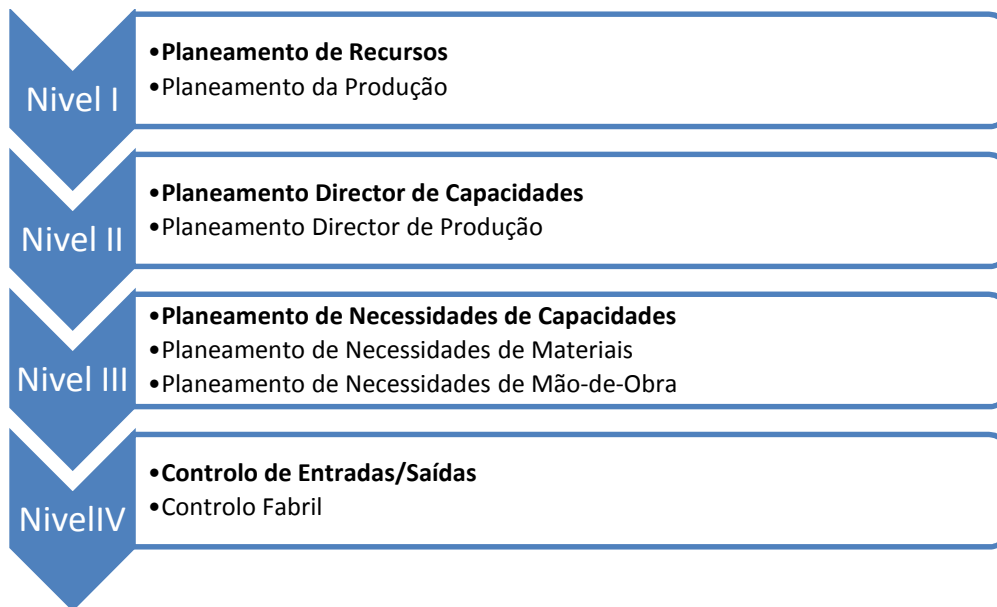 Nivel I
•Planeamento de Recursos
•Planeamento da Produção
Nivel II
•Planeamento Director de Capacidades
•Planeamento Director de Produção
Nivel III
•Planeamento de Necessidades de Capacidades
•Planeamento de Necessidades de Materiais
•Planeamento de Necessidades de Mão-de-Obra
NivelIV
•Controlo de Entradas/Saídas
•Controlo Fabril